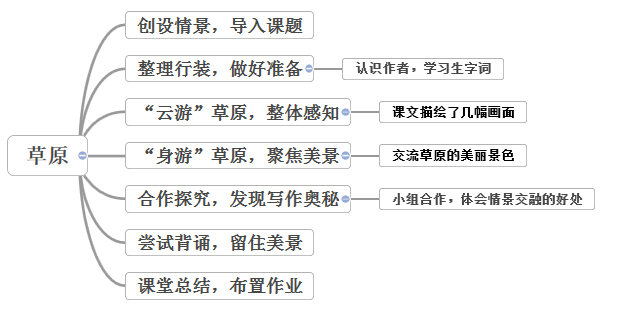 草原
创设情景，导入课题
整理行装，做好准备
认识作者，学习生字词
“云游”草原，整体感知
课文描绘了几幅画面
“身游”草原，聚焦美景
交流草原的美丽景色
合作探究，发现写作奥秘
小组合作，体会情景交融的好处
尝试背诵，留住美景
课堂总结，布置作业